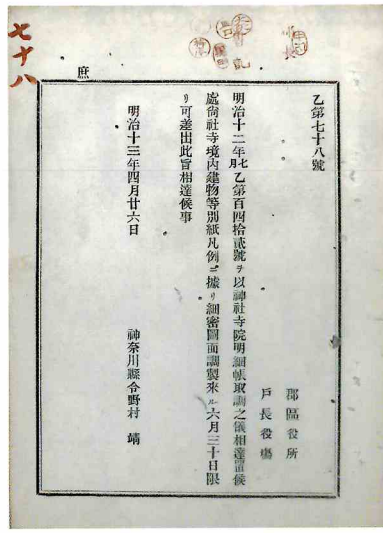 七十八
庶
乙第七十八號
郡區役所
戶長役場
明治十二年七月乙第百四拾貳號ヲ以神社寺院明細帳取調之儀相達置候
處尙社寺境內建物等別紙凡例ニ據リ細密圖面調製來ル六月三十日限
リ可差出此旨相達候事
明治十三年四月廿六日
神奈川縣令野村 靖